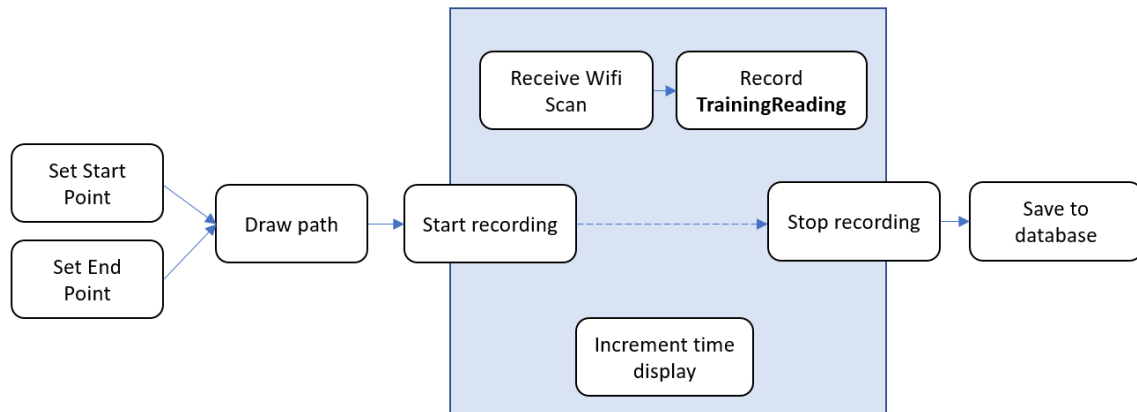 Receive Wifi
Scan
Record
TrainingReading
Set Start
Point
Set End
Point
Draw path
Start recording
Stop recording
Save to
database
Increment time
display